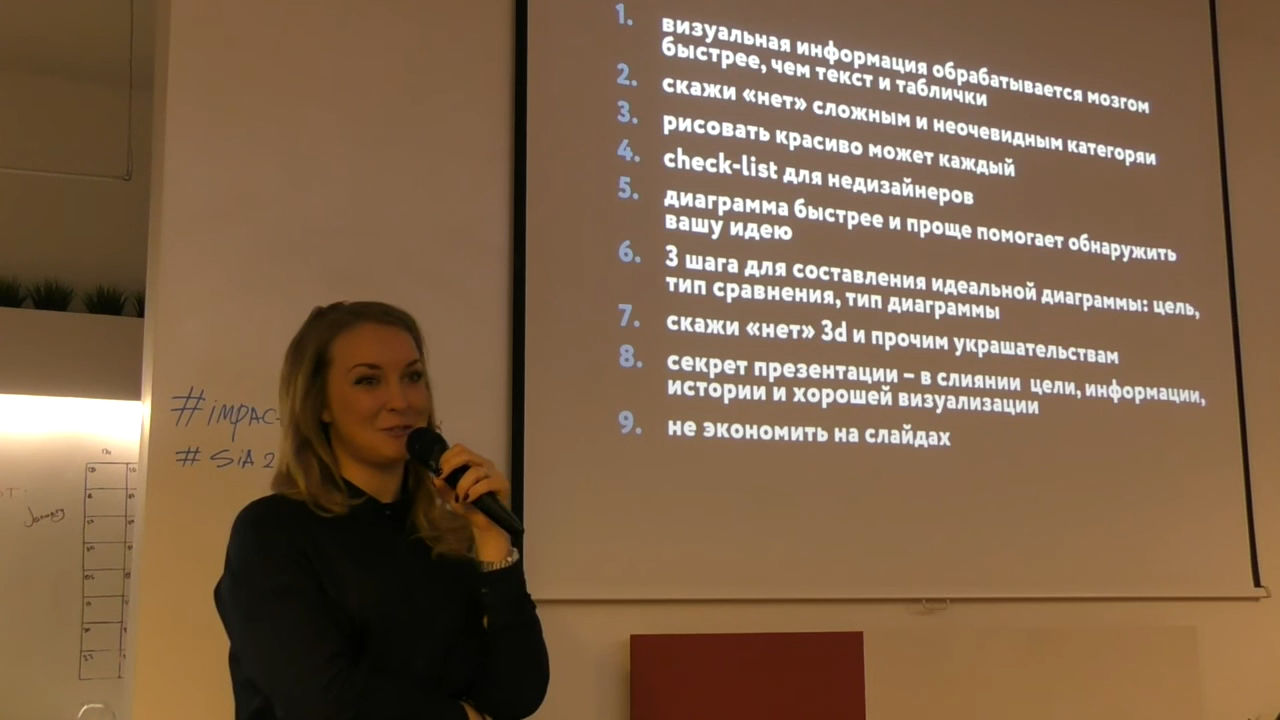 1. визуальная информация обрабатывается мозгом
быстрее, чем текст и таблички
2. скажи «нет» сложным и неочевидным категоряи
3. рисовать красиво может каждый
4. check-list для недизайнеров
5. диаграмма быстрее и проще помогает обнаружить
вашу идею
6. 3 шага для составления идеальной диаграммы: цель,
тип сравнения, тип диаграммы
7. скажи «нет» 3d и прочим украшательствам
8. секрет презентации – в слиянии цели, информации,
истории и хорошей визуализации
9. не экономить на слайдах
#impac
# SiA 2
January